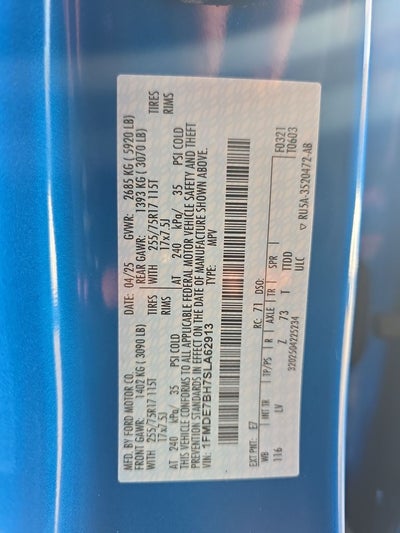 MFD. BY FORD MOTOR CO.
DATE: 04/25 GVWR: 2685 KG ( 5920 LB)
FRONT GAWR: 1402 KG (3090 LB) REAR GAWR: 1393 KG ( 3070 LB)
255/75R17 115T TIRES WITH 255/75R17 115T TIRES
17x7.5J RIMS 17x7.5J RIMS
AT 240 kPa/ 35 PSI COLD AT 240 kPa/ 35 PSI COLD
THIS VEHICLE CONFORMS TO ALL APPLICABLE FEDERAL MOTOR VEHICLE SAFETY AND THEFT
PREVENTION STANDARDS IN EFFECT ON THE DATE OF MANUFACTURE SHOWN ABOVE.
VIN: 1FMDE7BH7SLA62913
TYPE: MPV
F0321
T0603
EXT PNT: E7 RC: 71 DSO:
WB INT TR TP/PS R AXLE TR SPR
116 LV Z 73 T TTDD
ULC
3202504225234
▽ RU5A-3520472-AB